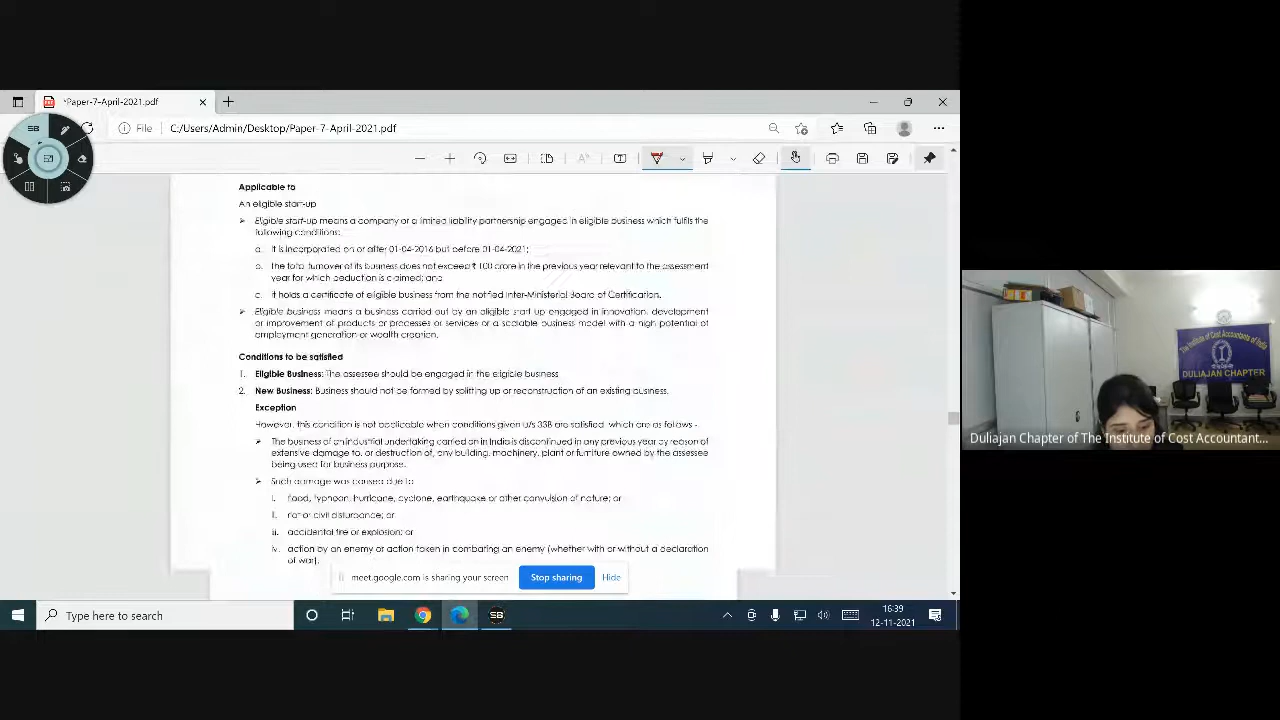 *Paper-7-April-2021.pdf
File
C:/Users/Admin/Desktop/Paper-7-April-2021.pdf
SB
Applicable to
An eligible start-up
➤ Eligible start-up means a company or a limited liability partnership engaged in eligible business which fulfils the
following conditions:
a. It is incorporated on or after 01-04-2016 but before 01-04-2021;
b. The total turnover of its business does not exceed ₹ 100 crore in the previous year relevant to the assessment
year for which deduction is claimed; and
c. It holds a certificate of eligible business from the notified Inter-Ministerial Board of Certification.
➤ Eligible business means a business carried out by an eligible start up engaged in innovation, development
or improvement of products or processes or services or a scalable business model with a high potential of
employment generation or wealth creation.
Conditions to be satisfied
1. Eligible Business: The assessee should be engaged in the eligible business
2. New Business: Business should not be formed by splitting up or reconstruction of an existing business.
Exception
However, this condition is not applicable when conditions given u/s 33B are satisfied, which are as follows -
➤ The business of an industrial undertaking carried on in India is discontinued in any previous year by reason of
extensive damage to, or destruction of, any building, machinery, plant or furniture owned by the assessee
being used for business purpose.
➤ Such damage was caused due to
i. flood, typhoon, hurricane, cyclone, earthquake or other convulsion of nature; or
ii. riot or civil disturbance; or
iii. accidental fire or explosion; or
iv. action by an enemy or action taken in combating an enemy (whether with or without a declaration
of war).
meet.google.com is sharing your screen
Stop sharing
Hide
Type here to search
SB
16:39
12-11-2021
The Institute of Cost Accountants of India
DULIAJAN CHAPTER
Duliajan Chapter of The Institute of Cost Accountant...